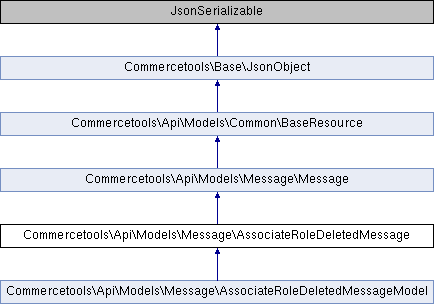 JsonSerializable
Commercetools\Base\JsonObject
Commercetools\Api\Models\Common\BaseResource
Commercetools\Api\Models\Message\Message
Commercetools\Api\Models\Message\AssociateRoleDeletedMessage
Commercetools\Api\Models\Message\AssociateRoleDeletedMessageModel